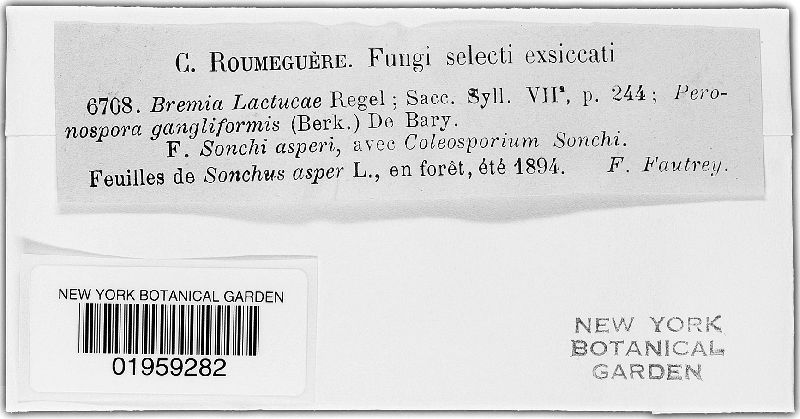 C. ROUMEGUÈRE. Fungi selecti exsiccati
6708. Bremia Lactucae Regel ; Sacc. Syll. VIIª, p. 244 ; Pero-
nospora gangliformis (Berk.) De Bary.
F. Sonchi asperi, avec Coleosporium Sonchi.
Feuilles de Sonchus asper L., en forêt, été 1894. F. Fautrey.
NEW YORK BOTANICAL GARDEN
01959282
NEW YORK
BOTANICAL
GARDEN